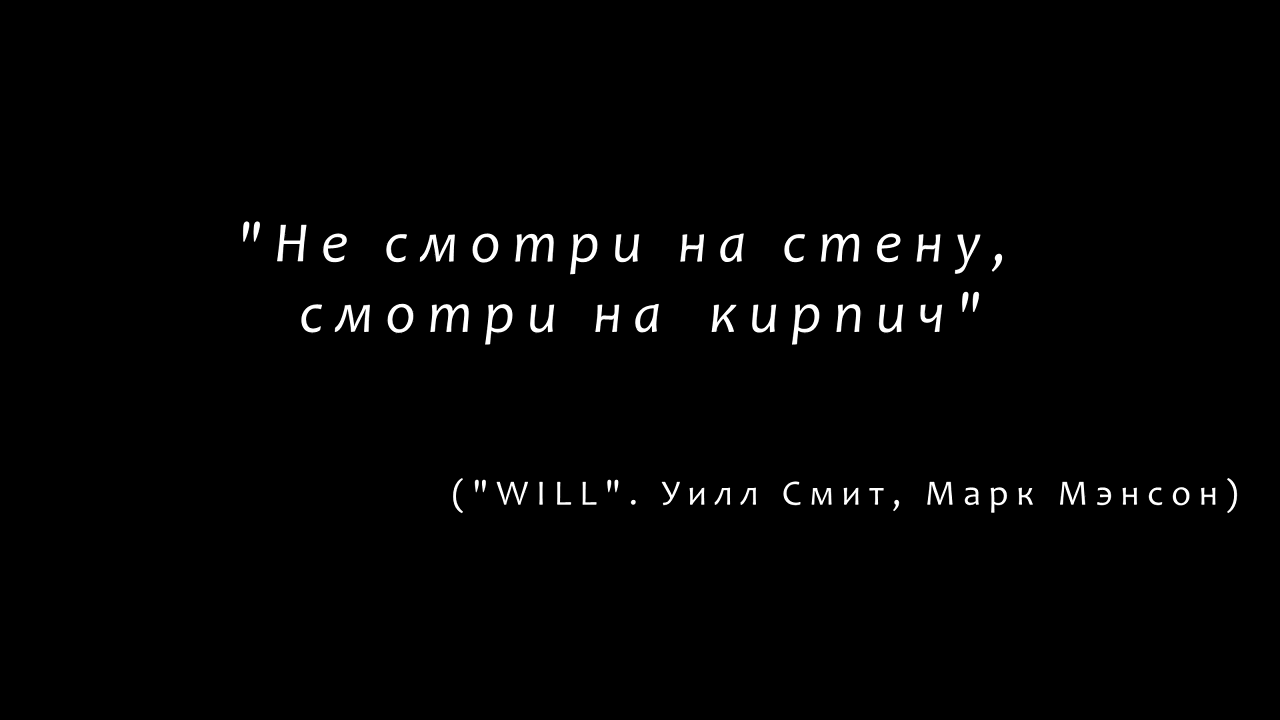 "Не смотри на стену,
смотри на кирпич"
("WILL". Уилл Смит, Марк Мэнсон)